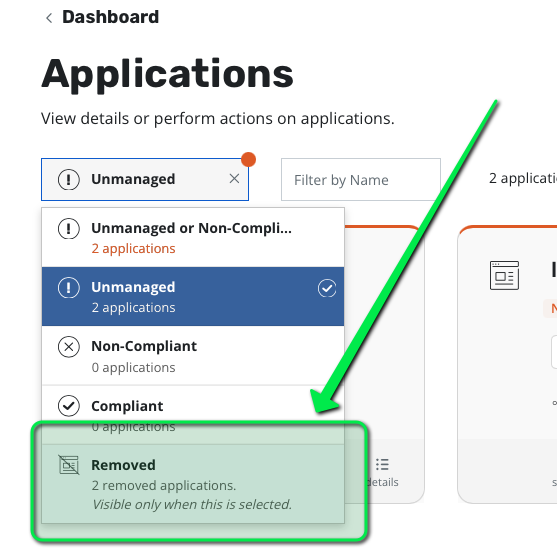 Dashboard
Applications
View details or perform actions on applications.
Unmanaged
Filter by Name
2 applicati
Unmanaged or Non-Compli...
2 applications
Unmanaged
2 applications
Non-Compliant
0 applications
Compliant
0 applications
Removed
2 removed applications.
Visible only when this is selected.
details